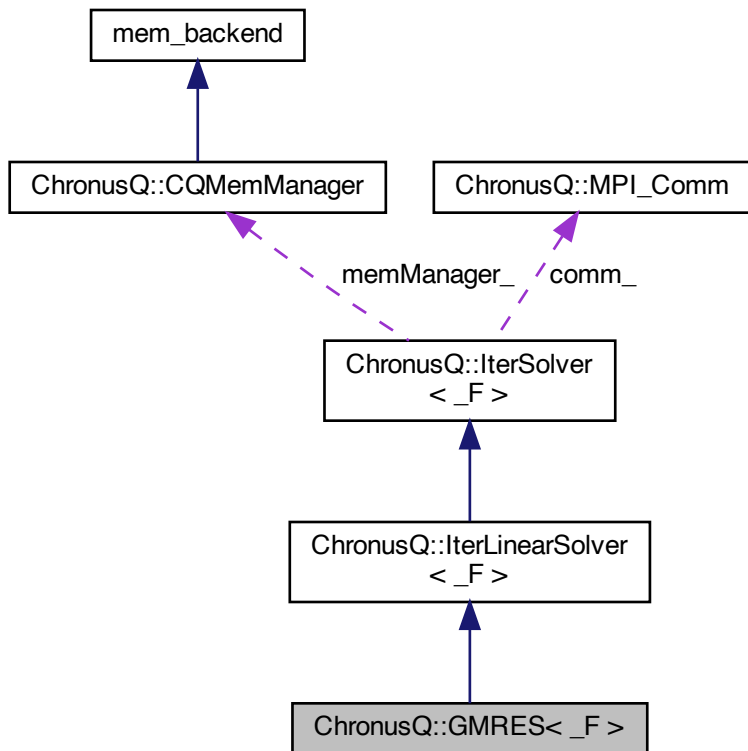 mem_backend
ChronusQ::CQMemManager
ChronusQ::MPI_Comm
memManager_
comm_
ChronusQ::IterSolver
< _F >
ChronusQ::IterLinearSolver
< _F >
ChronusQ::GMRES< _F >